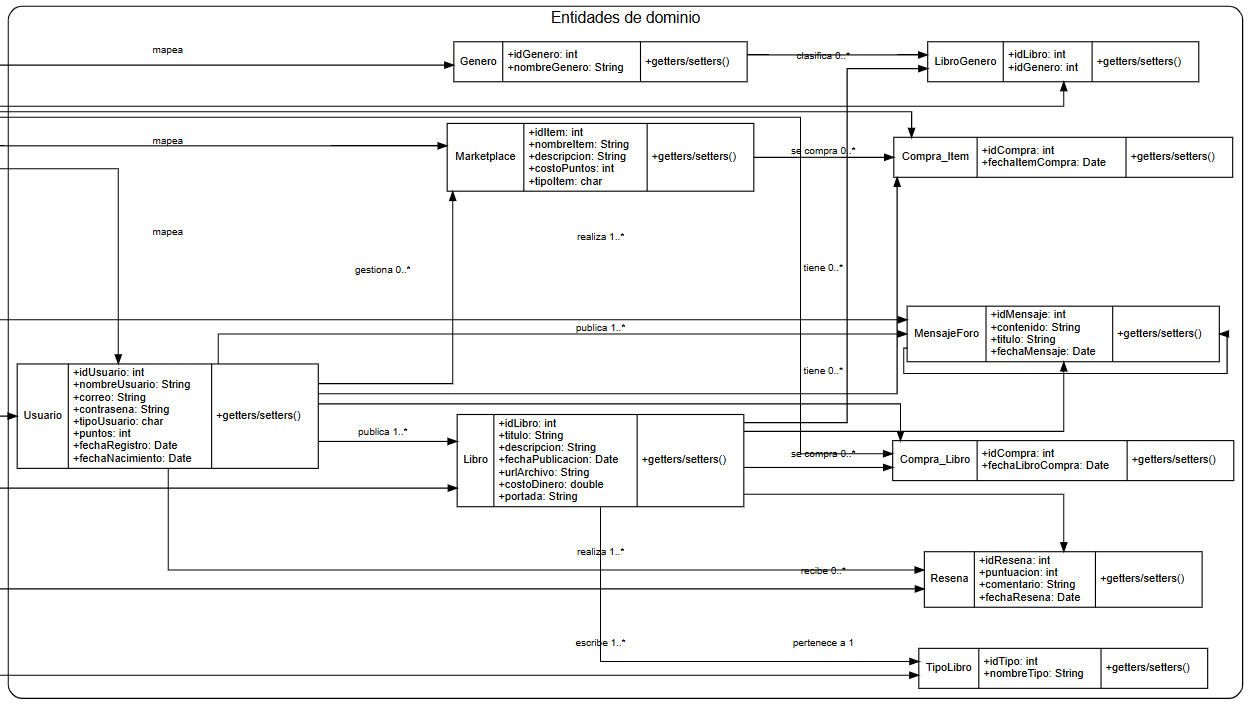 Entidades de dominio
mapea
Genero
+idGenero: int
+nombreGenero: String
+getters/setters()
clasifica 0..*
LibroGenero
+idLibro: int
+idGenero: int
+getters/setters()
mapea
Marketplace
+idItem: int
+nombreItem: String
+descripcion: String
+costoPuntos: int
+tipoItem: char
+getters/setters()
se compra 0..*
Compra_Item
+idCompra: int
+fechaItemCompra: Date
+getters/setters()
mapea
realiza 1..*
gestiona 0..*
tiene 0..*
publica 1..*
MensajeForo
+idMensaje: int
+contenido: String
+titulo: String
+fechaMensaje: Date
+getters/setters()
tiene 0..*
Usuario
+idUsuario: int
+nombreUsuario: String
+correo: String
+contrasena: String
+tipoUsuario: char
+puntos: int
+fechaRegistro: Date
+fechaNacimiento: Date
+getters/setters()
publica 1..*
Libro
+idLibro: int
+titulo: String
+descripcion: String
+fechaPublicacion: Date
+urlArchivo: String
+costoDinero: double
+portada: String
+getters/setters()
se compra 0..*
Compra_Libro
+idCompra: int
+fechaLibroCompra: Date
+getters/setters()
realiza 1..*
recibe 0..*
Resena
+idResena: int
+puntuacion: int
+comentario: String
+fechaResena: Date
+getters/setters()
escribe 1..*
pertenece a 1
TipoLibro
+idTipo: int
+nombreTipo: String
+getters/setters()